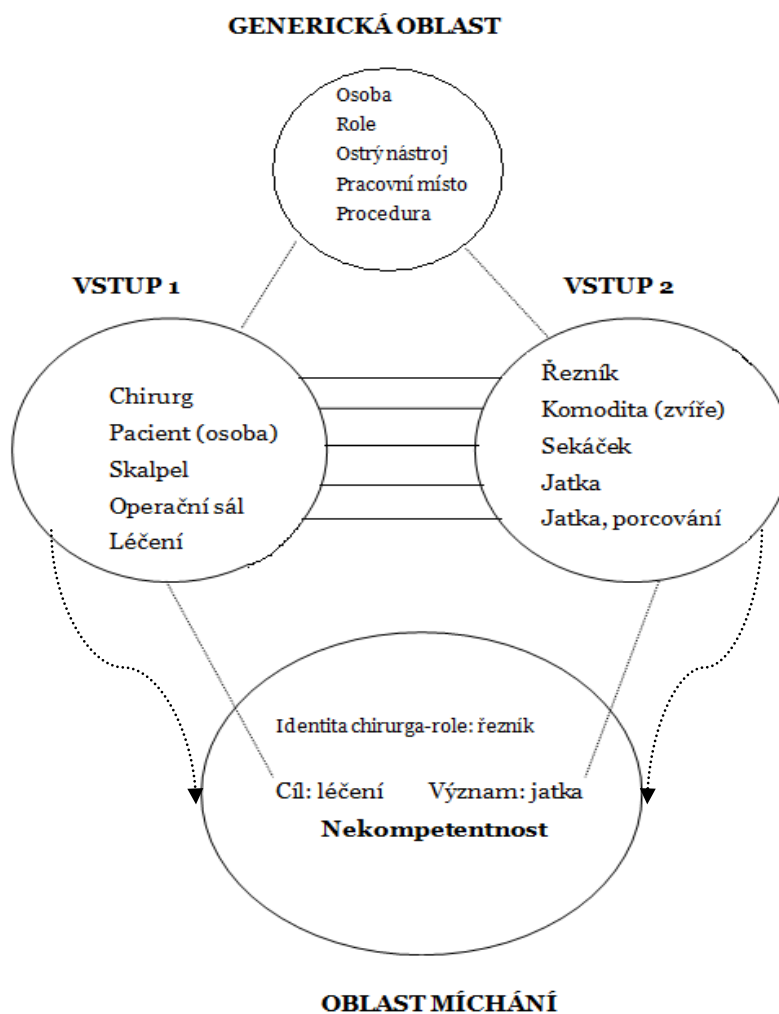 GENERICKÁ OBLAST
Osoba
Role
Ostrý nástroj
Pracovní místo
Procedura
VSTUP 1
VSTUP 2
Chirurg
Pacient (osoba)
Skalpel
Operační sál
Léčení
Řezník
Komodita (zvíře)
Sekáček
Jatka
Jatka, porcování
Identita chirurga-role: řezník
Cíl: léčení Význam: jatka
Nekompetentnost
OBLAST MÍCHÁNÍ